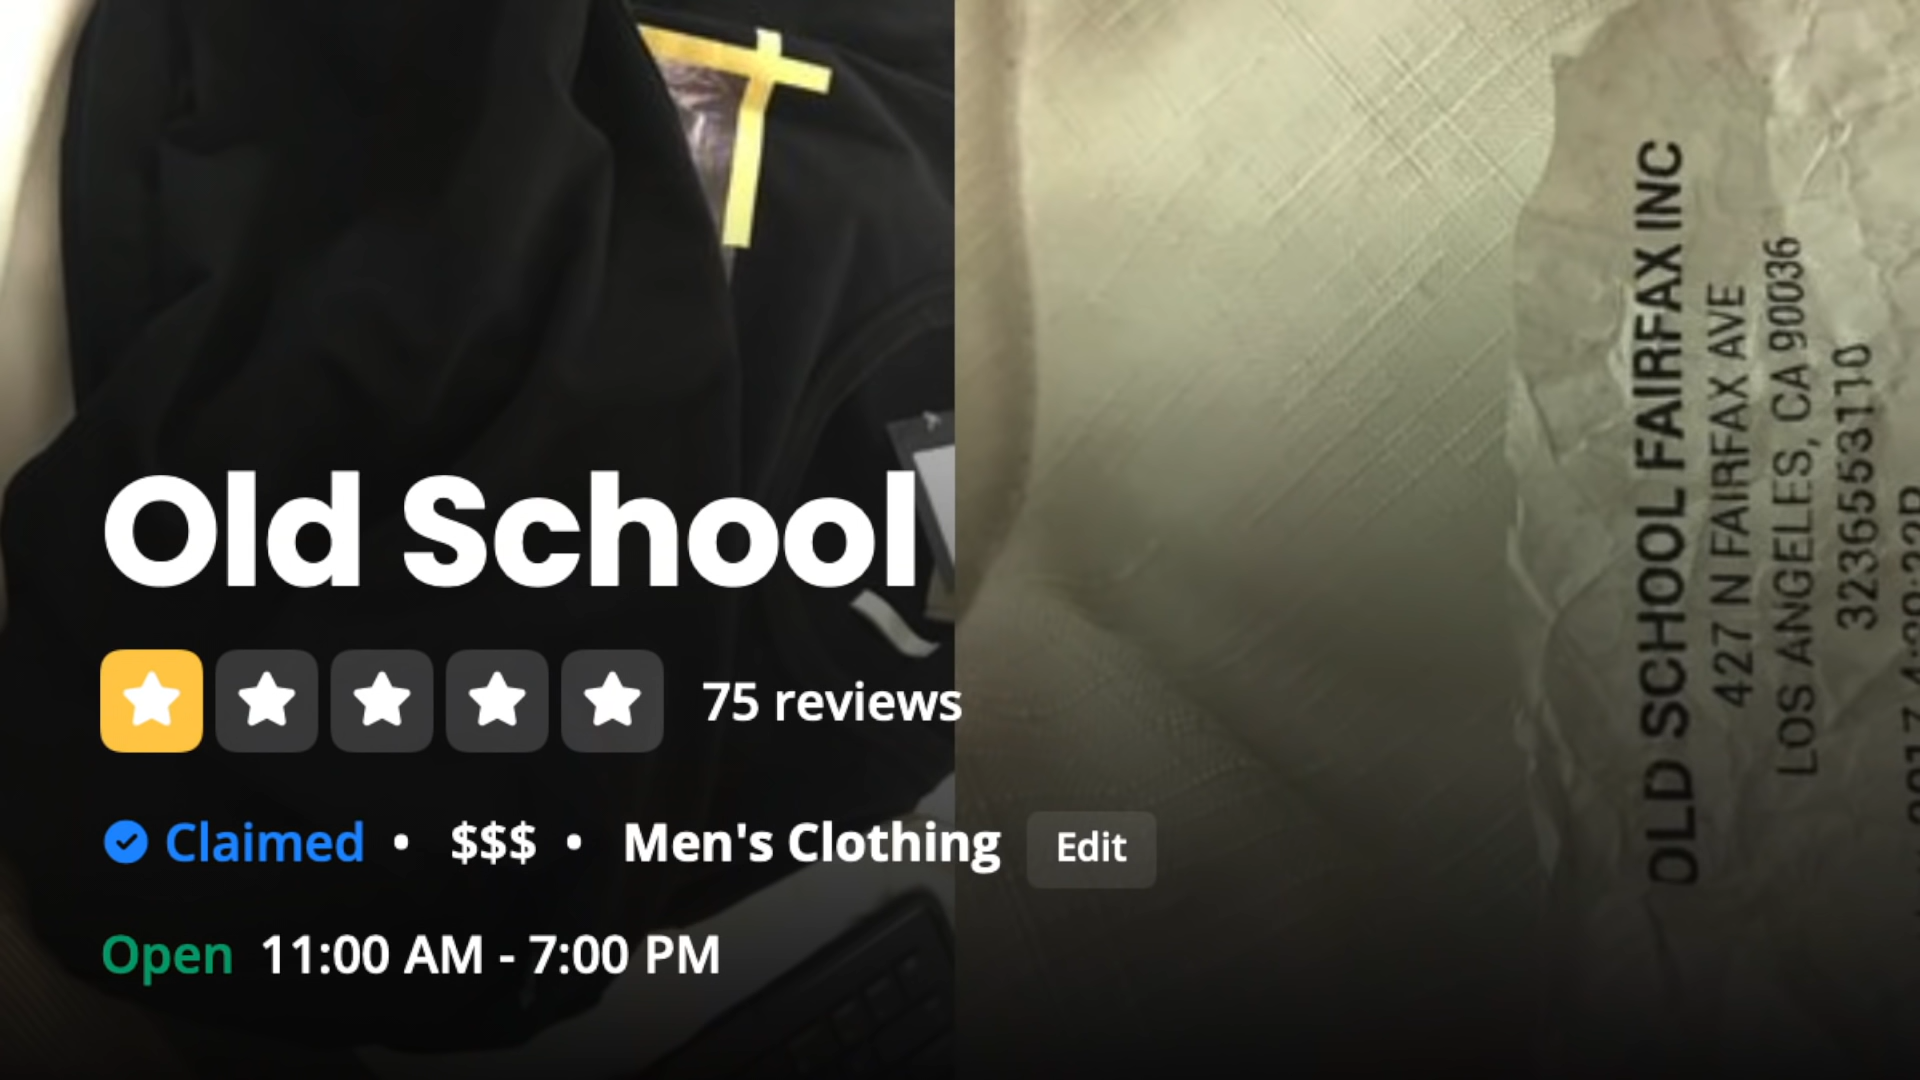 Old School
75 reviews
Claimed • $$$ • Men's Clothing Edit
Open 11:00 AM - 7:00 PM
OLD SCHOOL FAIRFAX INC
427 N FAIRFAX AVE
LOS ANGELES, CA 90036
3236553110